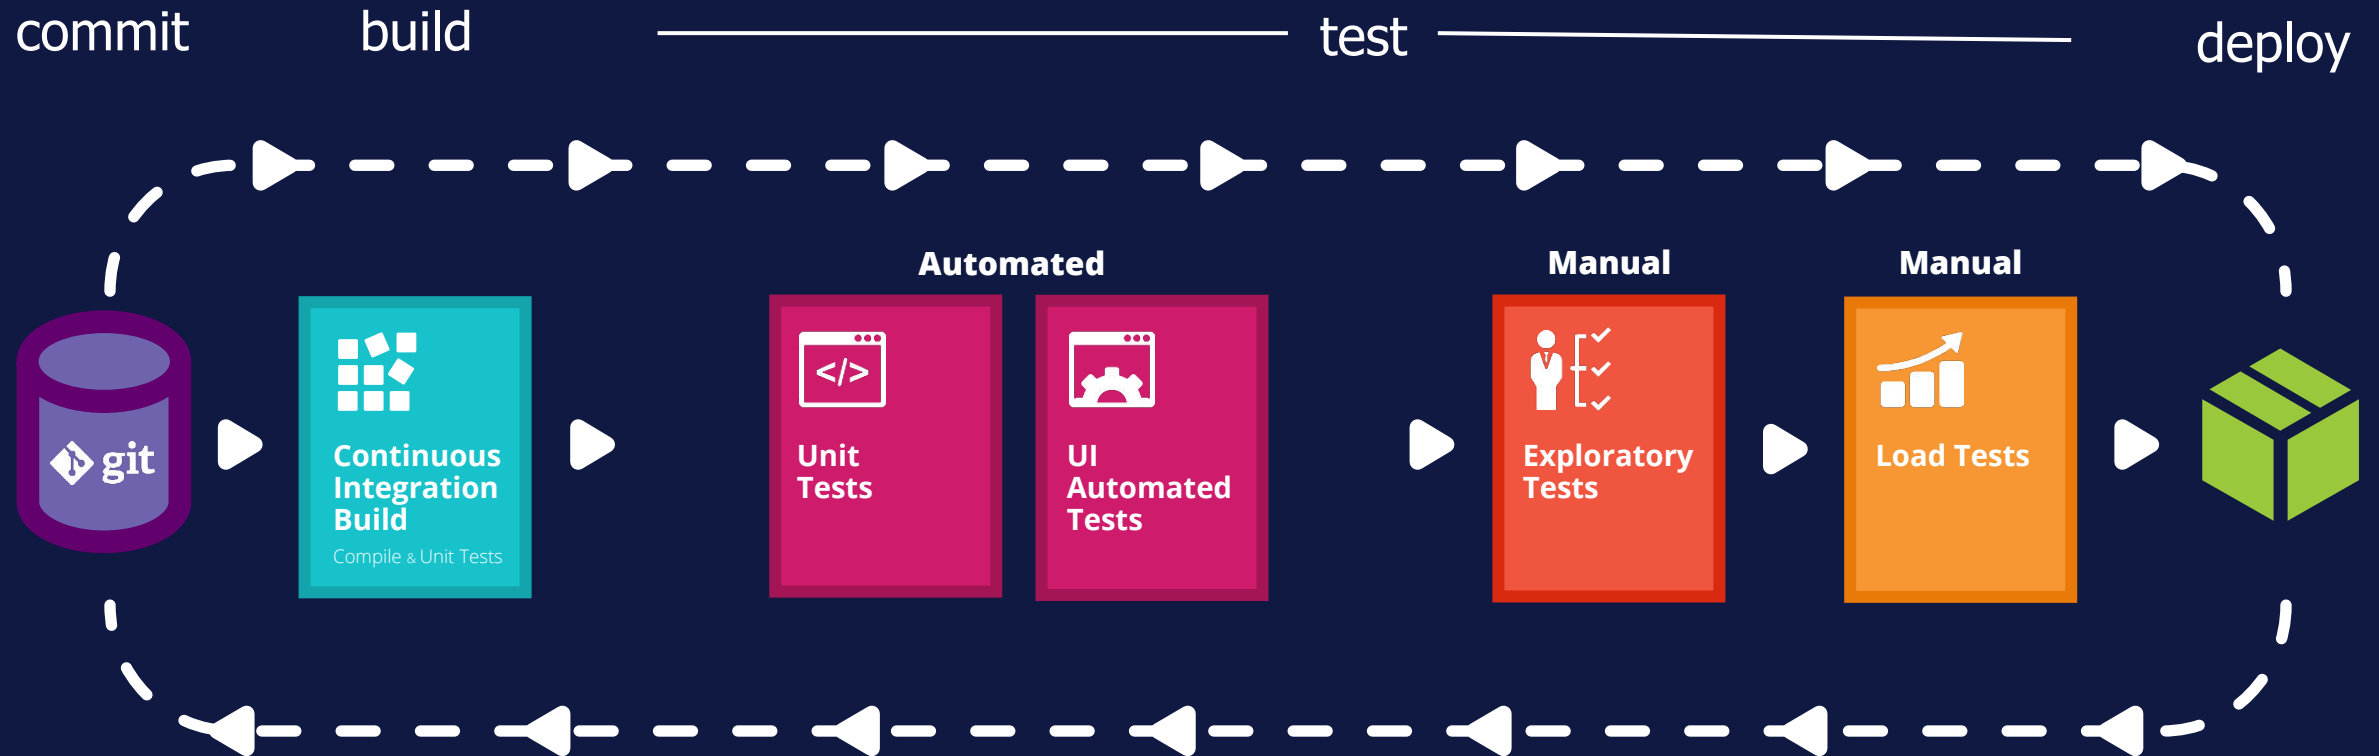 commit
build
test
deploy
Automated
Manual
Manual
git
Continuous
Integration
Build
Compile & Unit Tests
</>
Unit
Tests
UI
Automated
Tests
Exploratory
Tests
Load Tests